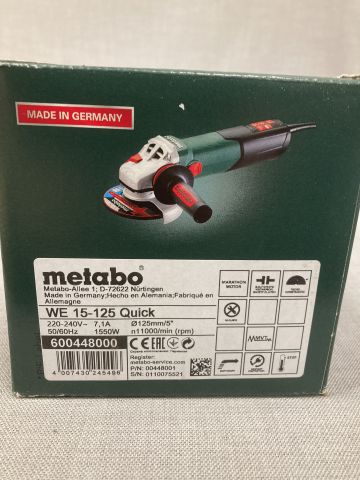 MADE IN GERMANY
metabo
metabo
Metabo-Allee 1; D-72622 Nürtingen
Made in Germany;Hecho en Alemania;Fabriqué en
Allemagne
WE 15-125 Quick
220-240V~ 7,1A Ø125mm/5"
50/60Hz 1550W n11000/min (rpm)
600448000
4 007430 245496
Register:
metabo-service.com
P/N: 00448001
S/N: 0110075521
MARATHON
MOTOR